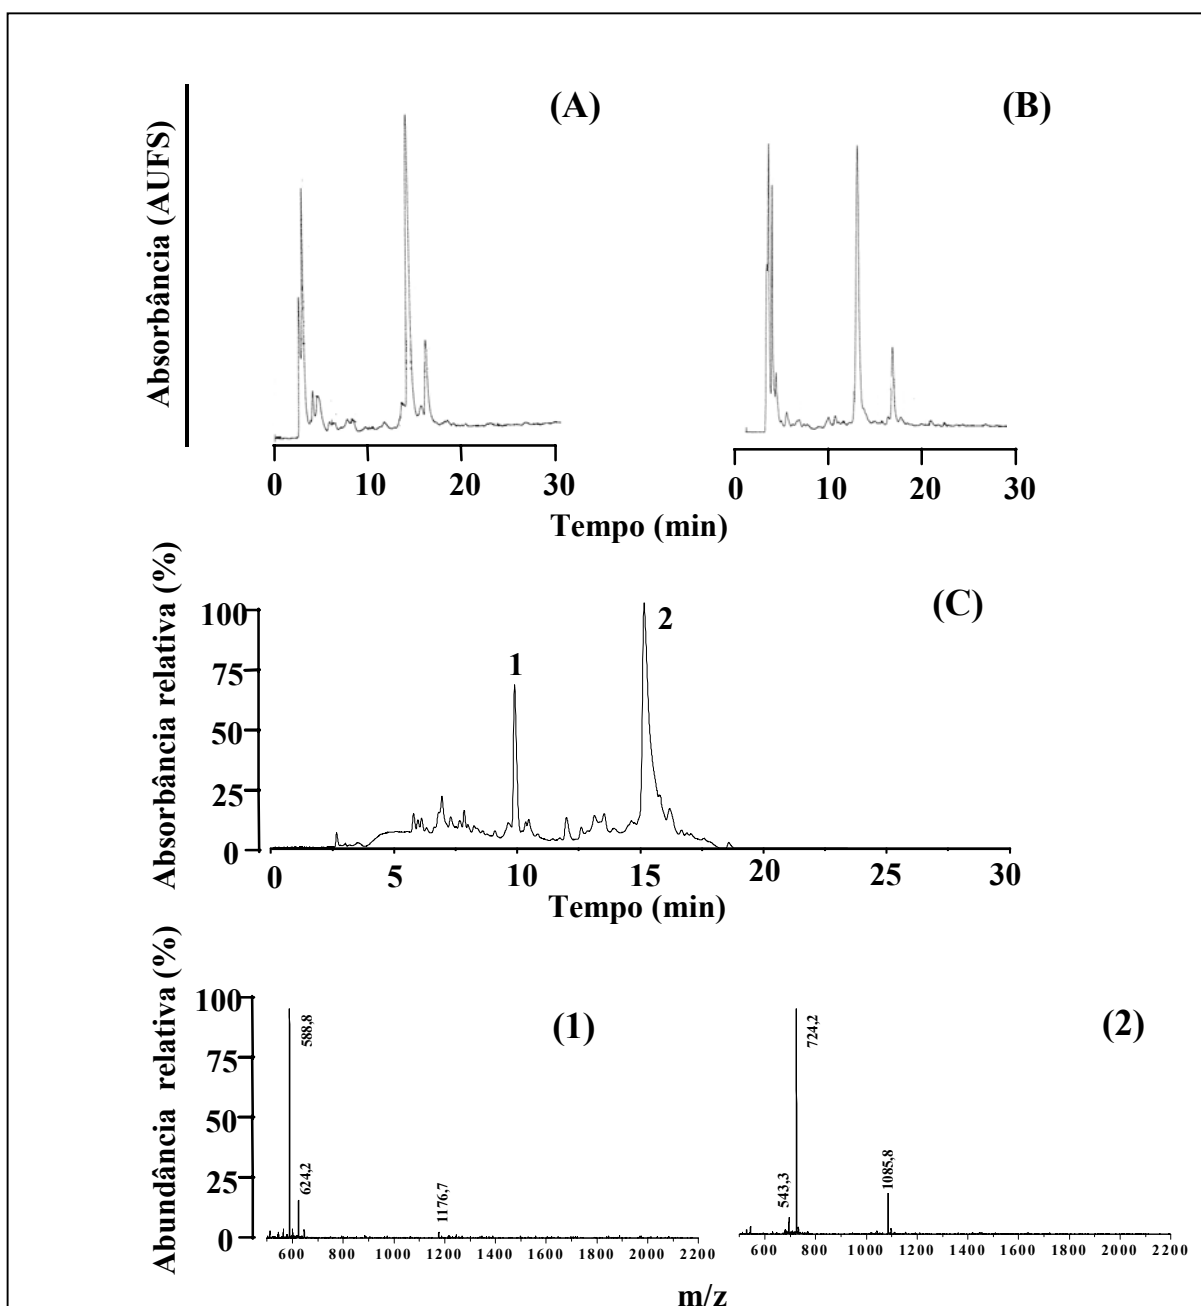 (A)
(B)
Absorbância (AUFS)
0 10 20 30
0 10 20 30
Tempo (min)
(C)
Absorbância relativa (%)
100
75
50
25
0
1
2
0 5 10 15 20 25 30
Tempo (min)
(1)
(2)
Abundância relativa (%)
100
75
50
25
0
588,8
624,2
1176,7
724,2
543,3
1085,8
600 800 1000 1200 1400 1600 1800 2000 2200
600 800 1000 1200 1400 1600 1800 2000 2200
m/z